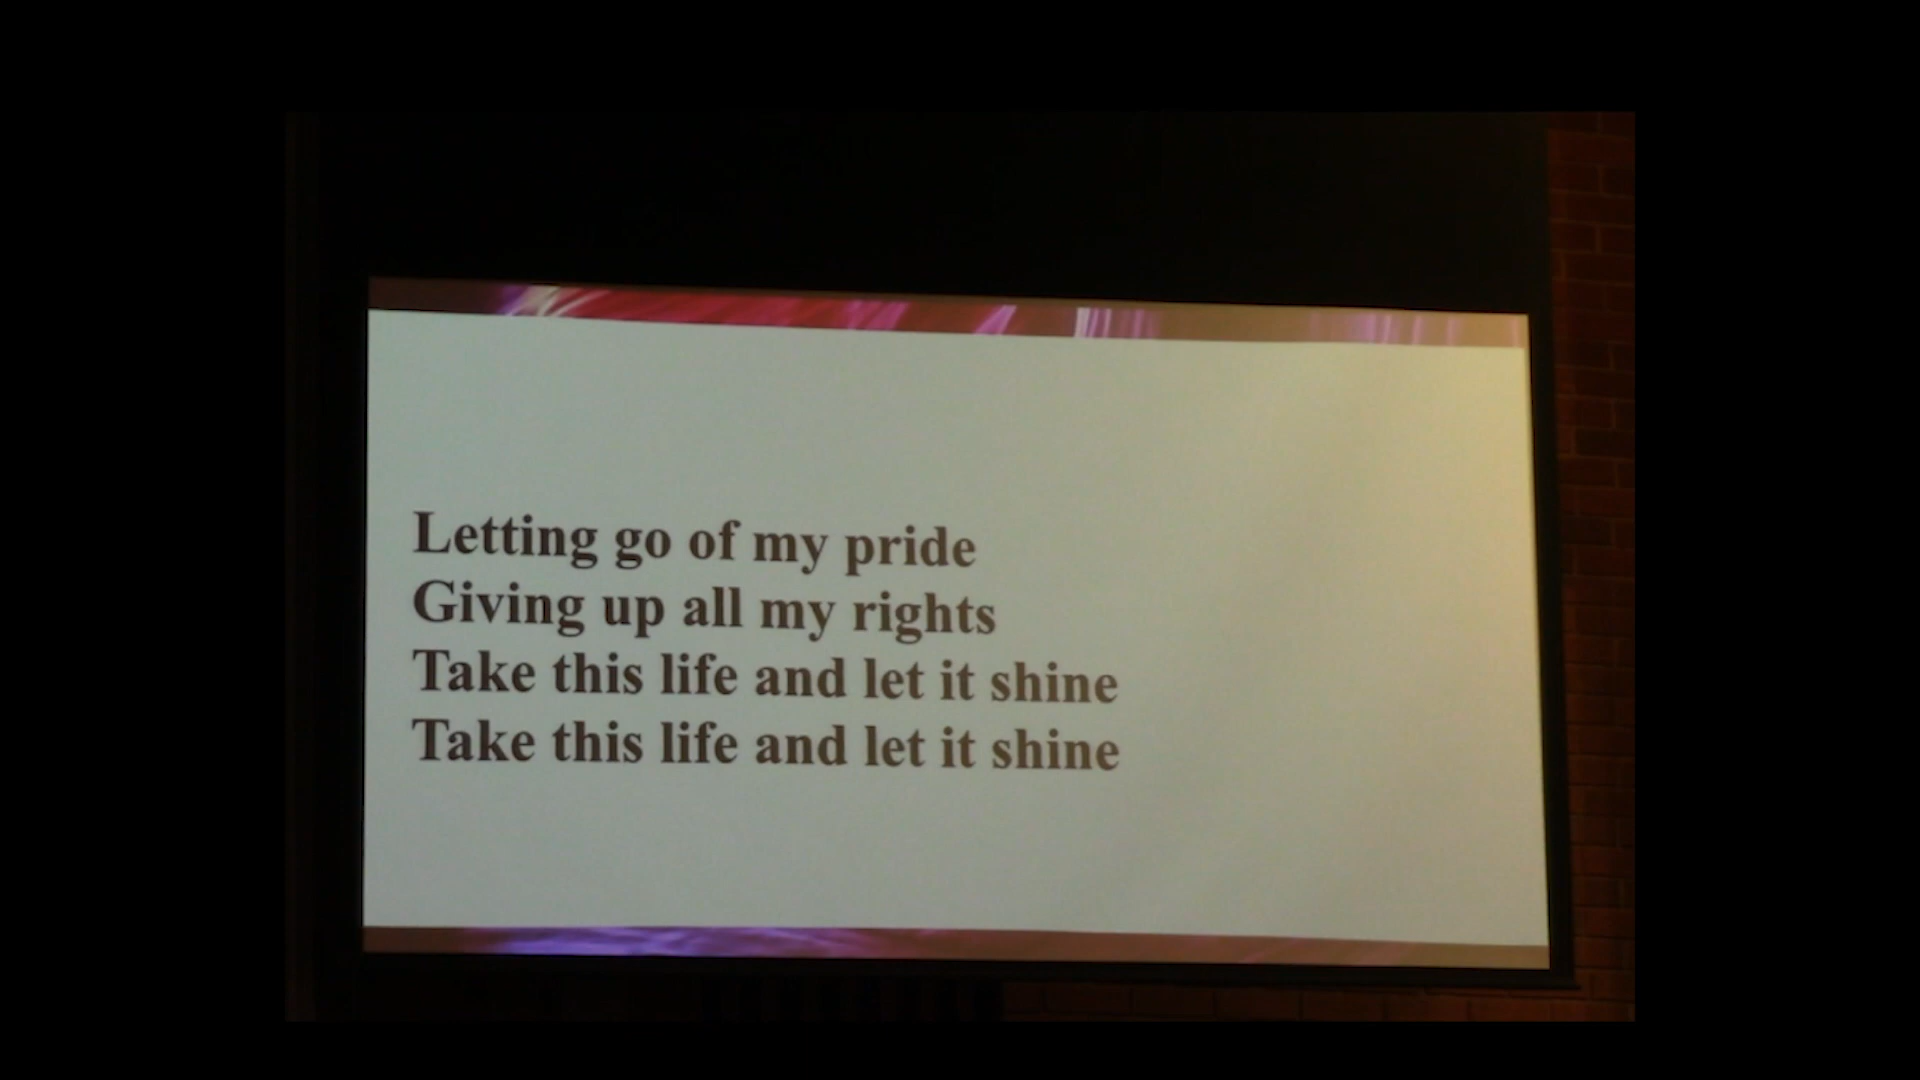 Letting go of my pride
Giving up all my rights
Take this life and let it shine
Take this life and let it shine